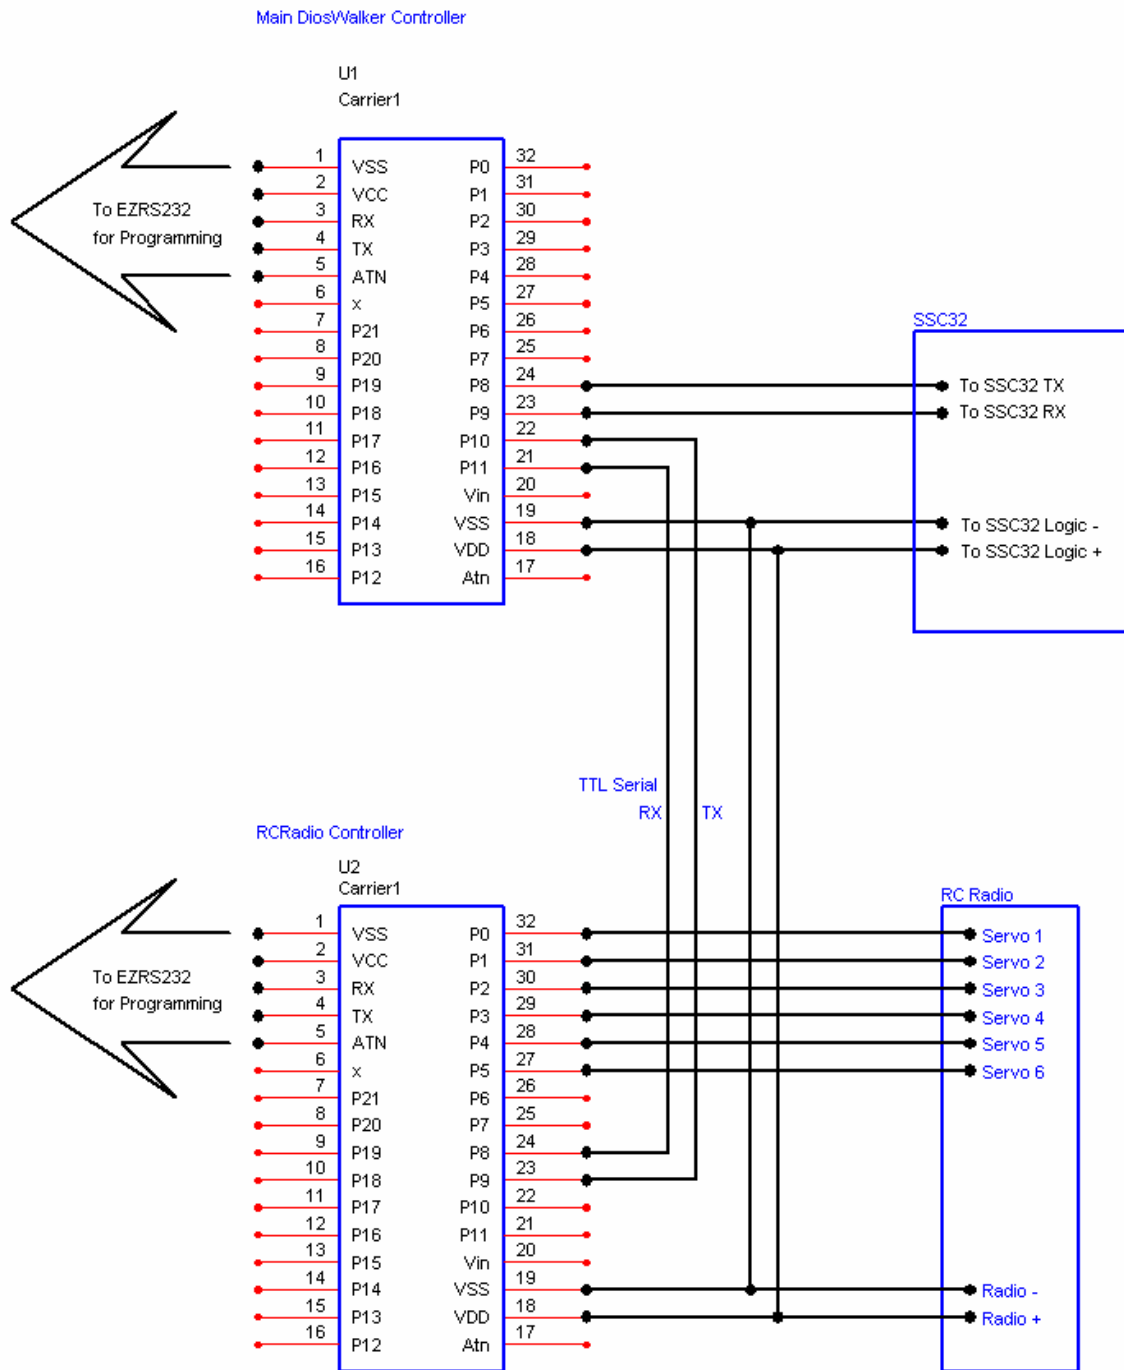 Main DiosWalker Controller
U1
Carrier1
To EZRS232
for Programming
1 VSS P0 32
2 VCC P1 31
3 RX P2 30
4 TX P3 29
5 ATN P4 28
6 x P5 27
7 P21 P6 26
8 P20 P7 25
9 P19 P8 24
10 P18 P9 23
11 P17 P10 22
12 P16 P11 21
13 P15 Vin 20
14 P14 VSS 19
15 P13 VDD 18
16 P12 Atn 17
SSC32
To SSC32 TX
To SSC32 RX
To SSC32 Logic -
To SSC32 Logic +
TTL Serial
RX TX
RCRadio Controller
U2
Carrier1
To EZRS232
for Programming
1 VSS P0 32
2 VCC P1 31
3 RX P2 30
4 TX P3 29
5 ATN P4 28
6 x P5 27
7 P21 P6 26
8 P20 P7 25
9 P19 P8 24
10 P18 P9 23
11 P17 P10 22
12 P16 P11 21
13 P15 Vin 20
14 P14 VSS 19
15 P13 VDD 18
16 P12 Atn 17
RC Radio
Servo 1
Servo 2
Servo 3
Servo 4
Servo 5
Servo 6
Radio -
Radio +